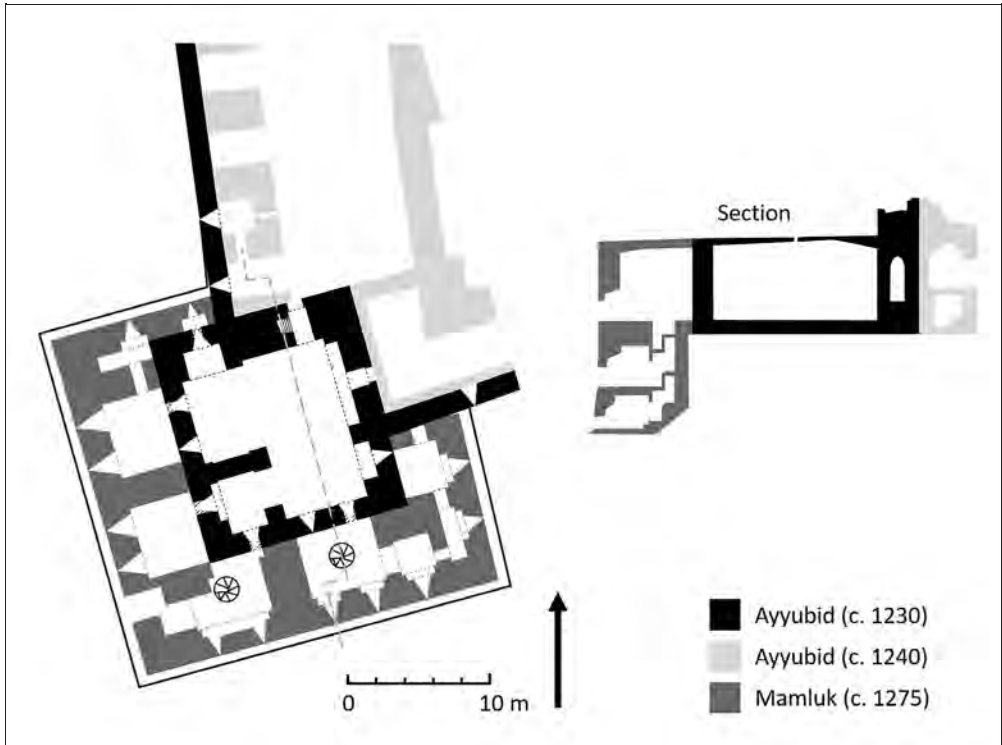 Section
Ayyubid (c. 1230)
Ayyubid (c. 1240)
Mamluk (c. 1275)
0 10 m